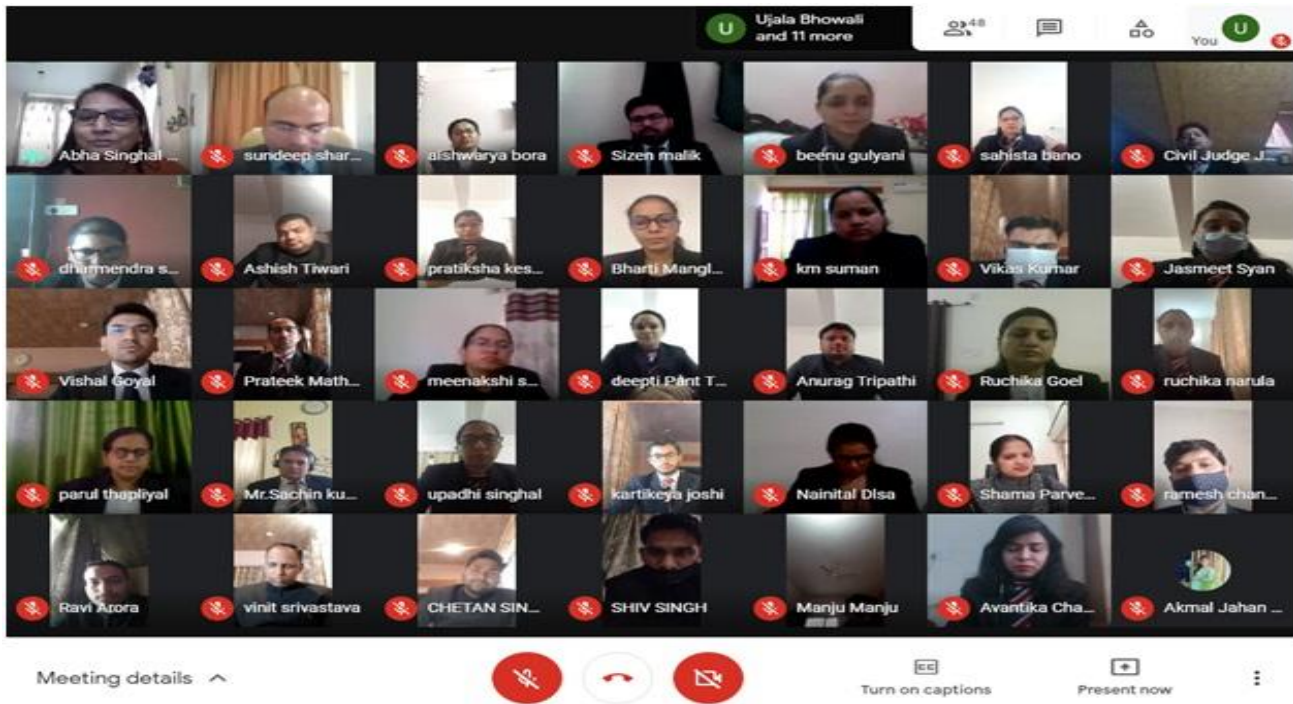 U
Ujala Bhowali
and 11 more
48
You
U
Abha Singhal ...
sundeep shar...
aishwarya bora
Sizen malik
beenu gulyani
sahista bano
Civil Judge J...
dharmendra s...
Ashish Tiwari
pratiksha kes...
Bharti Mangl...
km suman
Vikas Kumar
Jasmeet Syan
Vishal Goyal
Prateek Math...
meenakshi s...
deepti Pant T...
Anurag Tripathi
Ruchika Goel
ruchika narula
parul thapliyal
Mr.Sachin ku...
upadhi singhal
kartikeya joshi
Nainital Dlsa
Shama Parve...
ramesh chan...
Ravi Arora
vinit srivastava
CHETAN SIN...
SHIV SINGH
Manju Manju
Avantika Cha...
Akmal Jahan ...
Meeting details
CC
Turn on captions
Present now